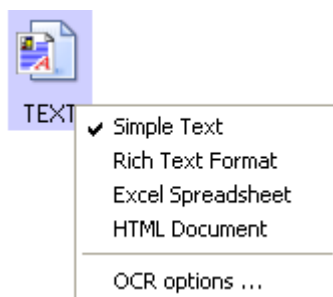 TEXT
Simple Text
Rich Text Format
Excel Spreadsheet
HTML Document
OCR options ...